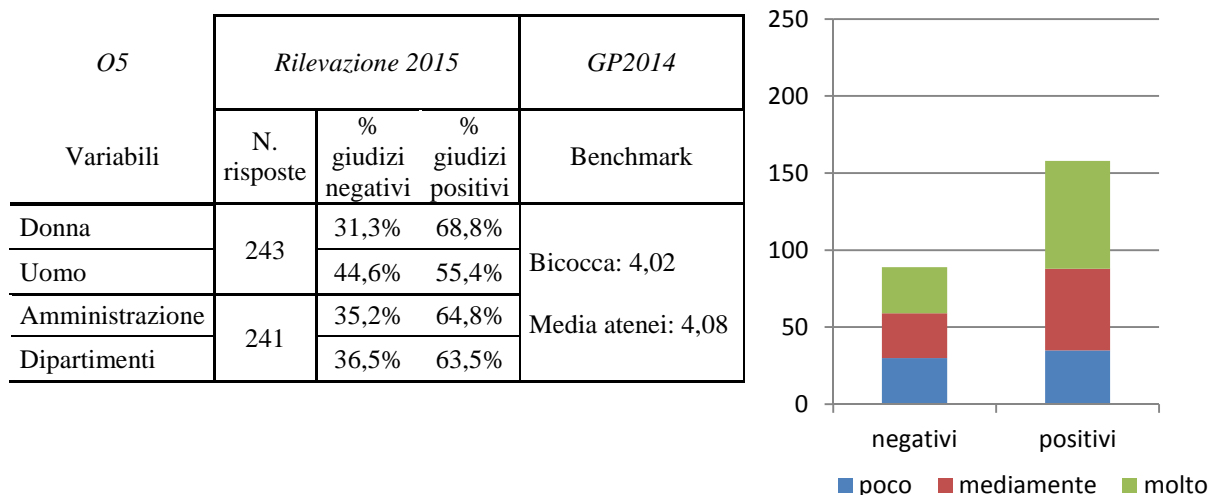 O5 Rilevazione 2015 GP2014
Variabili N. risposte % giudizi negativi % giudizi positivi Benchmark
Donna 243 31,3% 68,8% Bicocca: 4,02
Uomo 44,6% 55,4%
Amministrazione 241 35,2% 64,8% Media atenei: 4,08
Dipartimenti 36,5% 63,5%
250
200
150
100
50
0
negativi positivi
poco mediamente molto